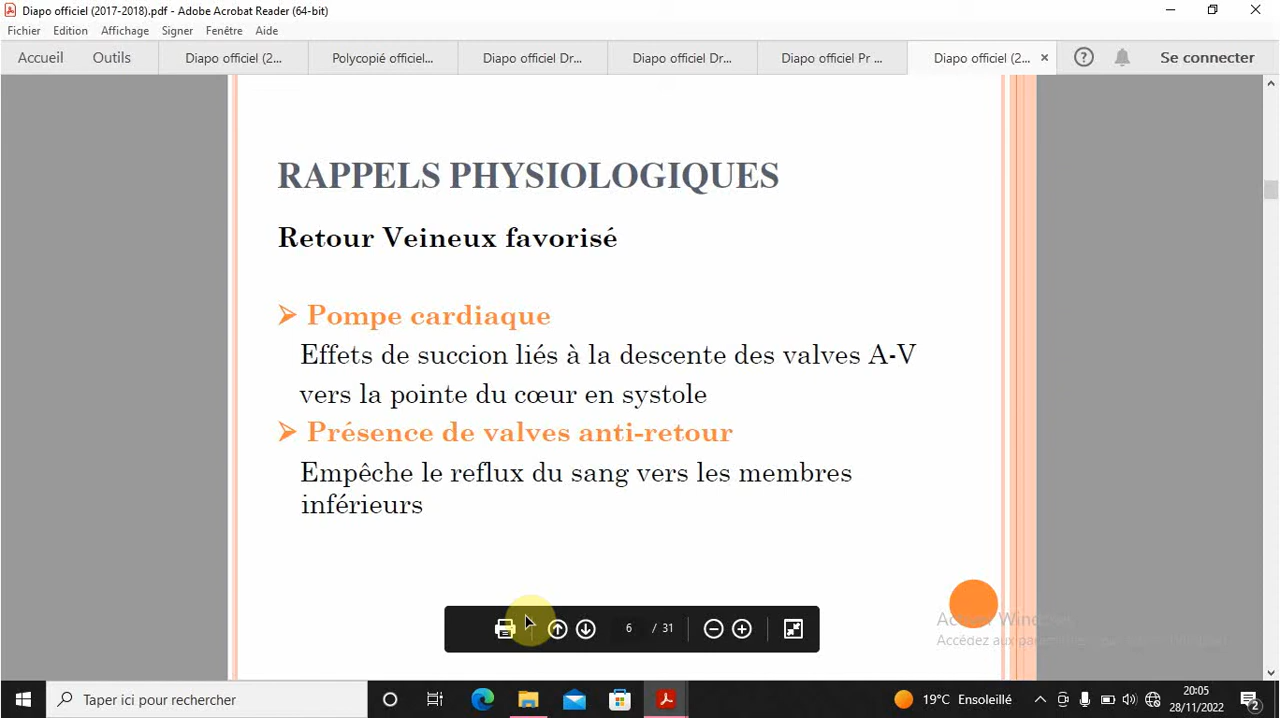 Diapo officiel (2017-2018).pdf - Adobe Acrobat Reader (64-bit)
Fichier Edition Affichage Signer Fenêtre Aide
Accueil Outils Diapo officiel (2... Polycopié officiel... Diapo officiel Dr... Diapo officiel Dr... Diapo officiel Pr ... Diapo officiel (2... Se connecter
RAPPELS PHYSIOLOGIQUES
Retour Veineux favorisé
Pompe cardiaque
Effets de succion liés à la descente des valves A-V
vers la pointe du cœur en systole
Présence de valves anti-retour
Empêche le reflux du sang vers les membres
inférieurs
6 / 31
Taper ici pour rechercher
19°C Ensoleillé
20:05
28/11/2022
2